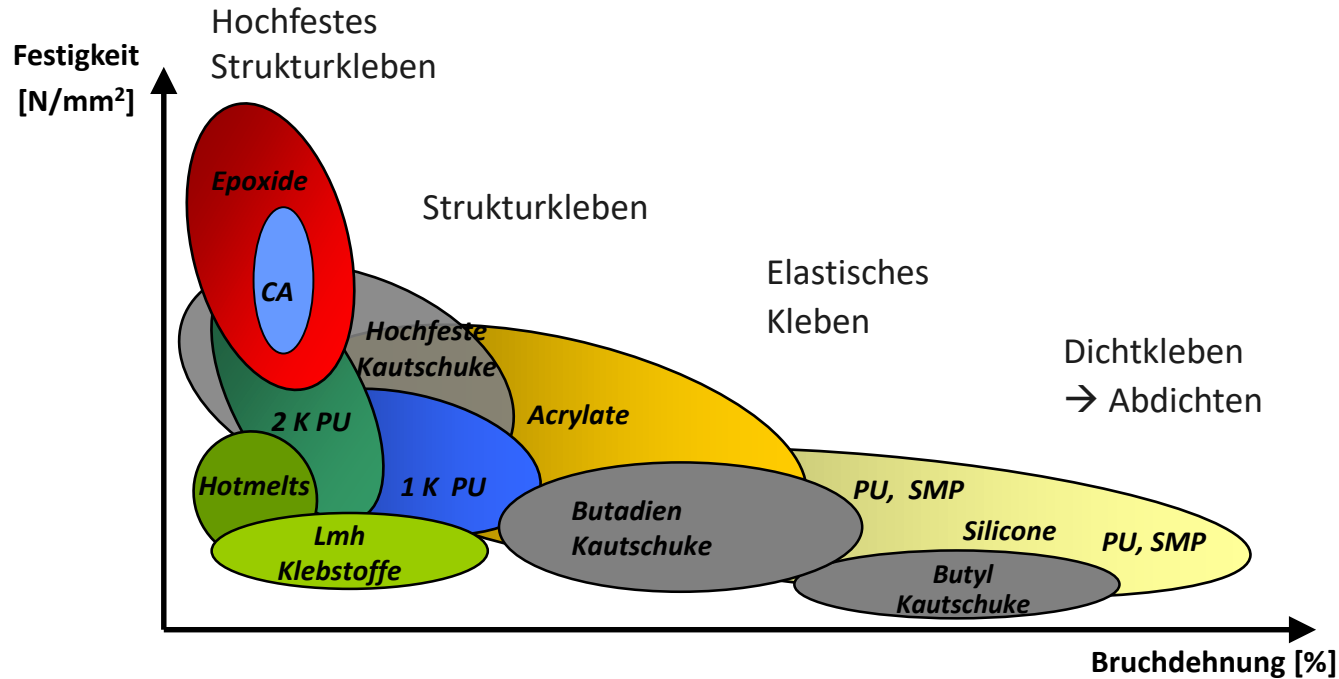 Hochfestes
Strukturkleben
Festigkeit
[N/mm²]
Epoxide
Strukturkleben
CA
Elastisches
Kleben
Hochfeste
Kautschuke
Dichtkleben
→ Abdichten
2 K PU
Acrylate
Hotmelts
1 K PU
PU, SMP
Butadien
Kautschuke
Silicone
PU, SMP
Lmh
Klebstoffe
Butyl
Kautschuke
Bruchdehnung [%]